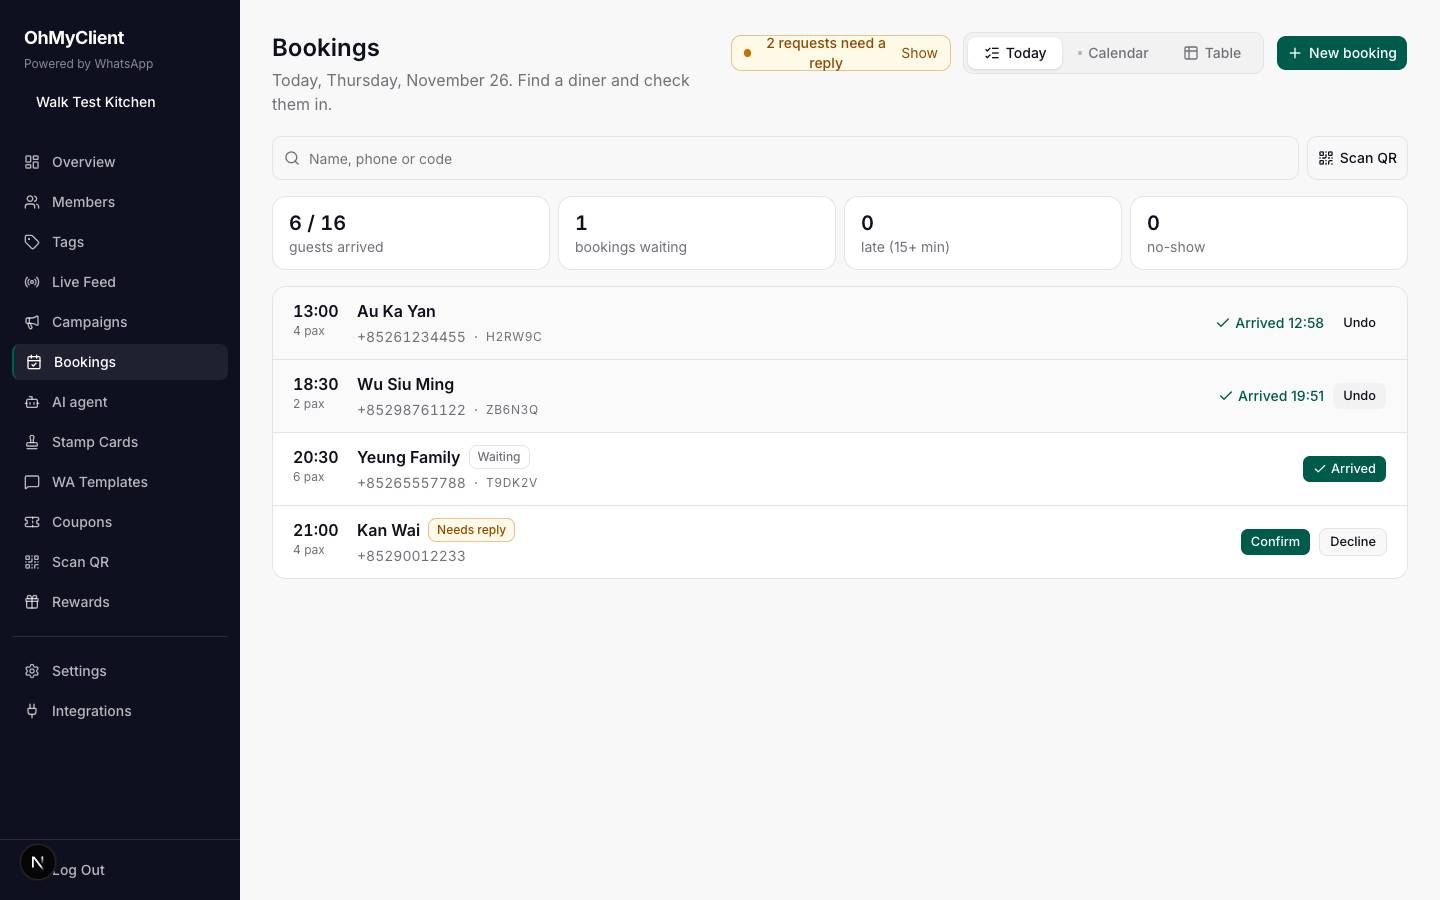 OhMyClient
Powered by WhatsApp
Walk Test Kitchen
Overview
Members
Tags
Live Feed
Campaigns
Bookings
AI agent
Stamp Cards
WA Templates
Coupons
Scan QR
Rewards
Settings
Integrations
N
Log Out
Bookings
Today, Thursday, November 26. Find a diner and check
them in.
2 requests need a
reply
Show
Today
Calendar
Table
New booking
Name, phone or code
Scan QR
6 / 16
guests arrived
1
bookings waiting
0
late (15+ min)
0
no-show
13:00 Au Ka Yan
4 pax +85261234455 · H2RW9C
Arrived 12:58 Undo
18:30 Wu Siu Ming
2 pax +85298761122 · ZB6N3Q
Arrived 19:51 Undo
20:30 Yeung Family Waiting
6 pax +85265557788 · T9DK2V
Arrived
21:00 Kan Wai Needs reply
4 pax +85290012233
Confirm Decline